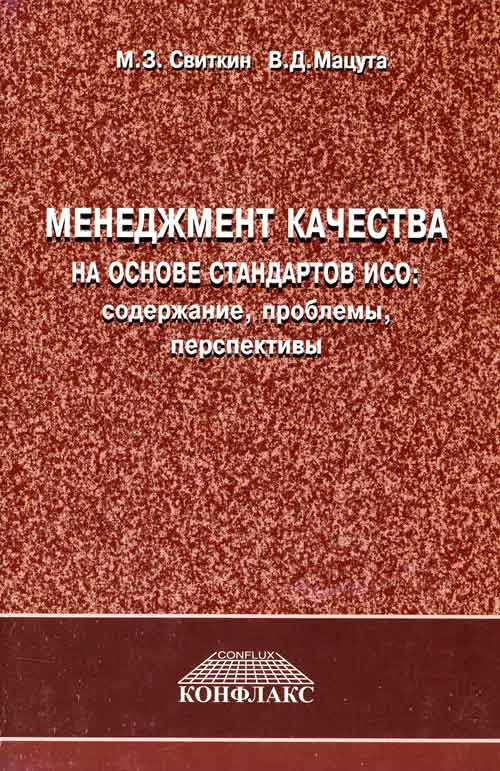 М.З. Свиткин В.Д.Мацута
МЕНЕДЖМЕНТ КАЧЕСТВА
НА ОСНОВЕ СТАНДАРТОВ ИСО:
содержание, проблемы,
перспективы
CONFLUX
КОНФЛАКС